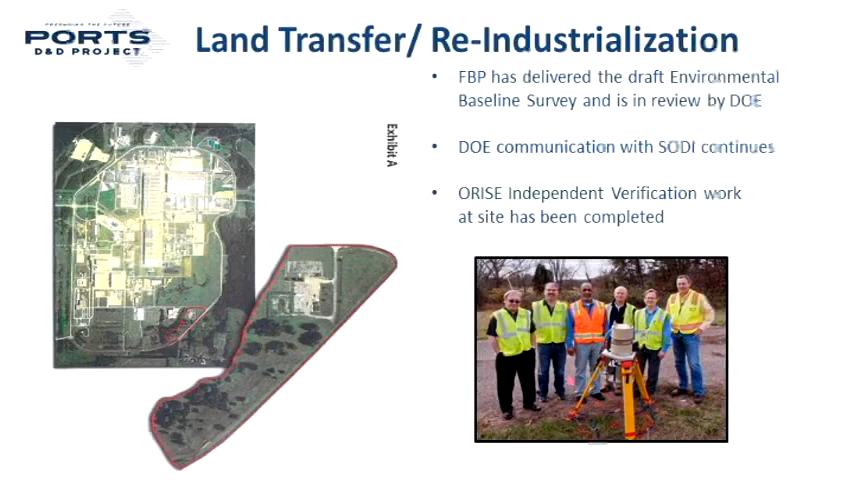 PREPARING THE FUTURE
PORTS
D&D PROJECT
Land Transfer/ Re-Industrialization
• FBP has delivered the draft Environmental
Baseline Survey and is in review by DOE
• DOE communication with SODI continues
• ORISE Independent Verification work
at site has been completed
Exhibit A